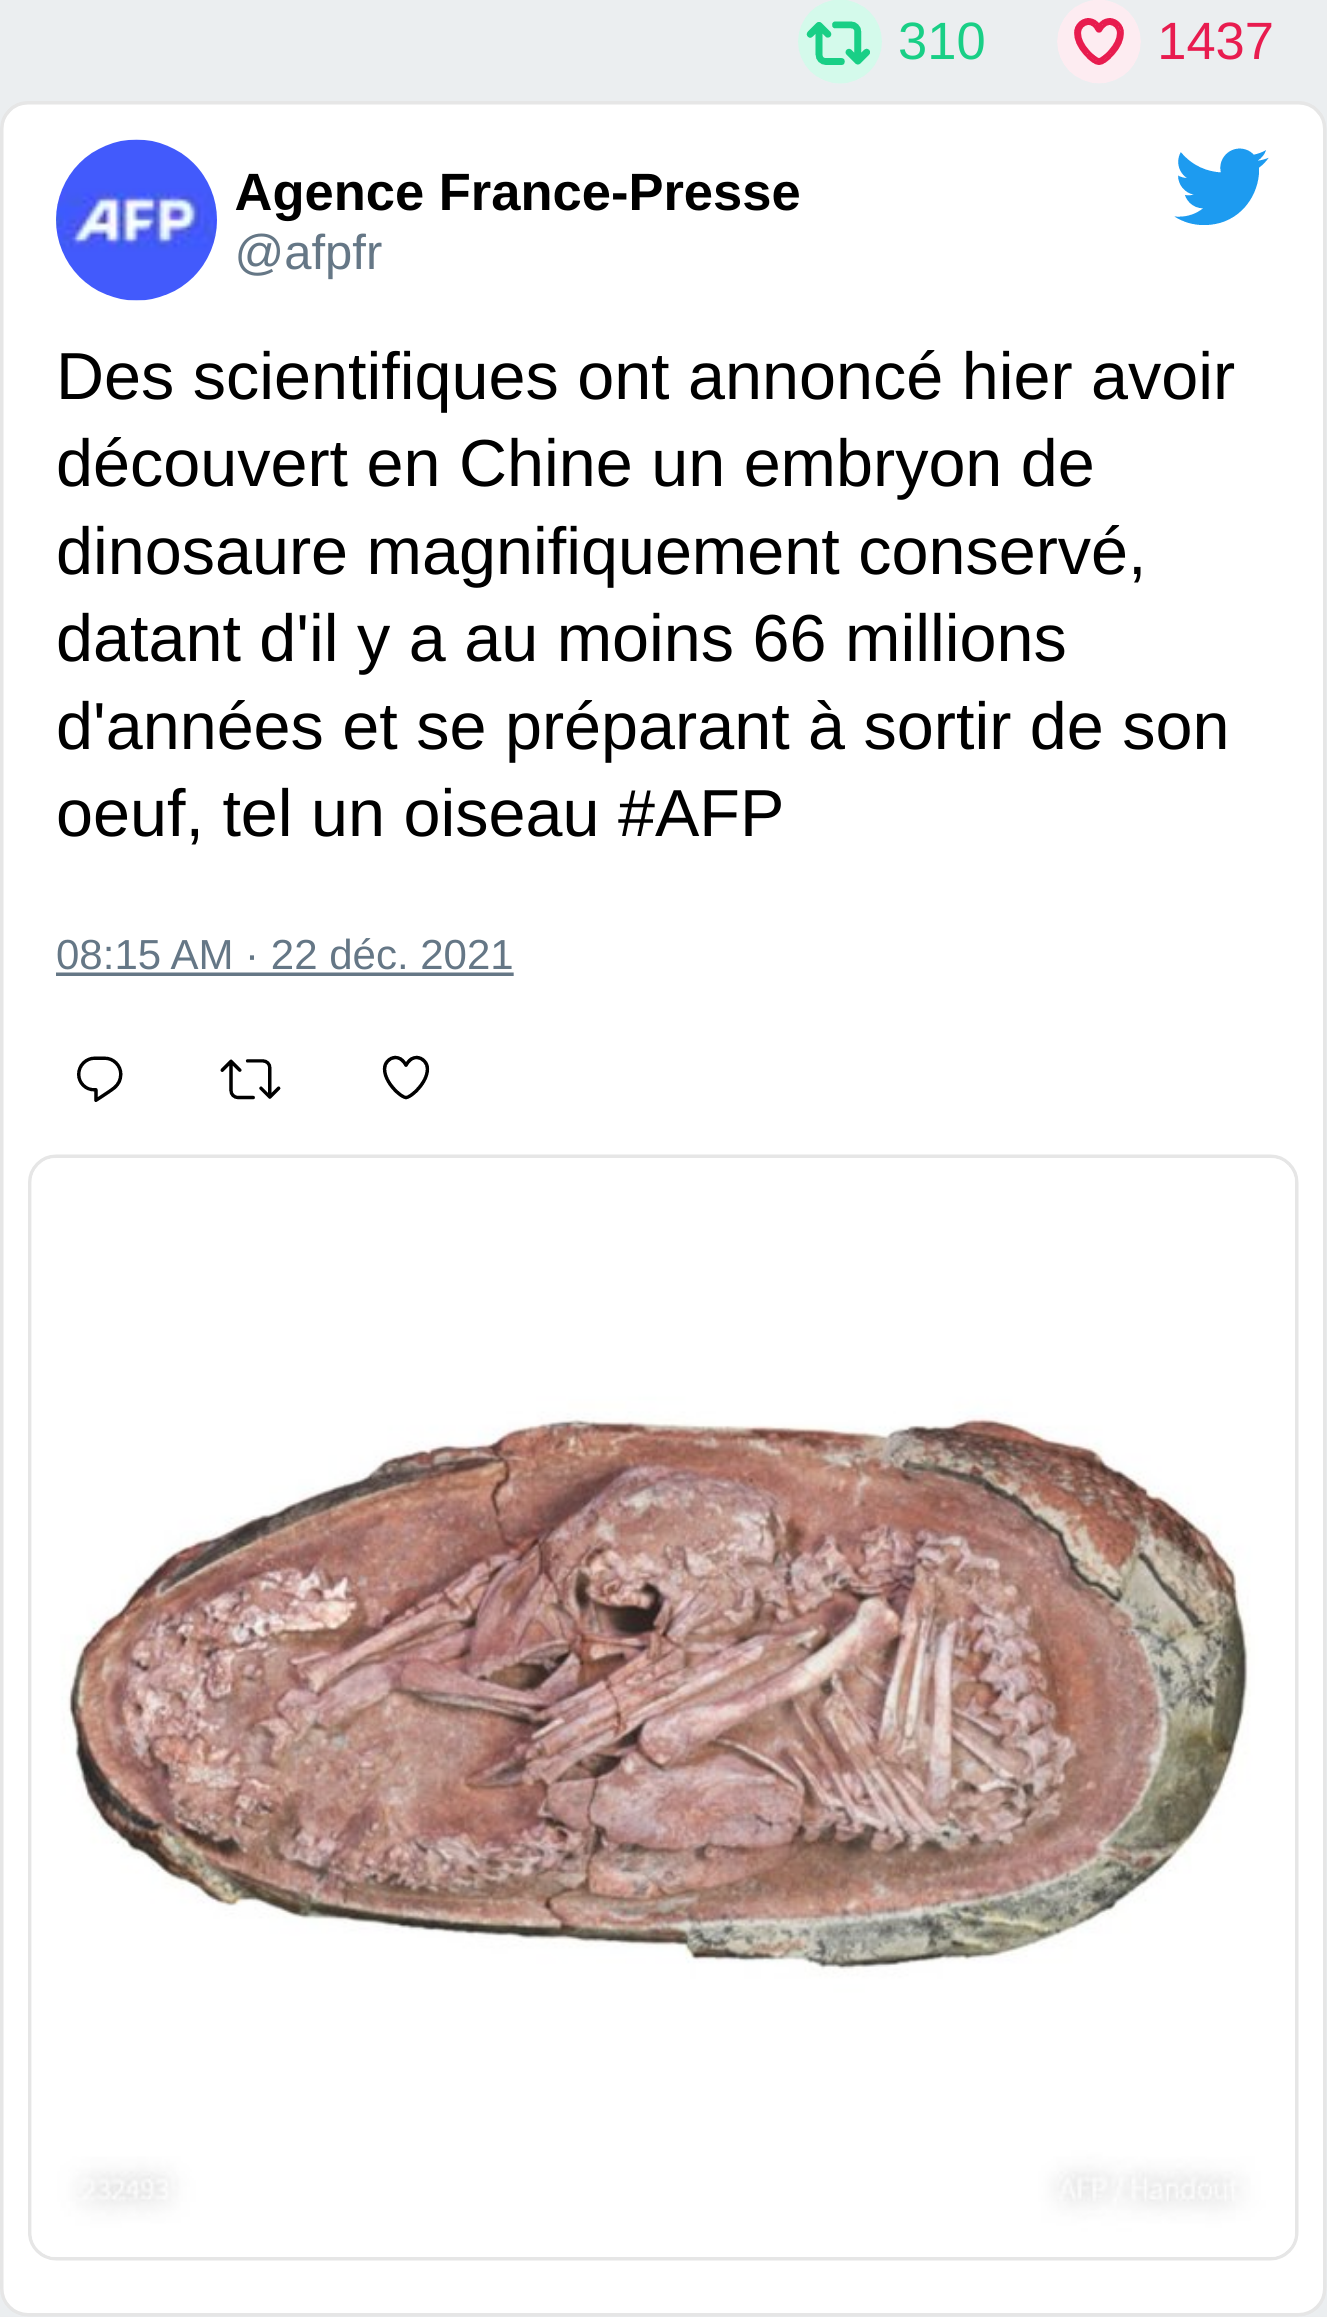 310 1437
AFP
Agence France-Presse
@afpfr
Des scientifiques ont annoncé hier avoir
découvert en Chine un embryon de
dinosaure magnifiquement conservé,
datant d'il y a au moins 66 millions
d'années et se préparant à sortir de son
oeuf, tel un oiseau #AFP
08:15 AM · 22 déc. 2021
232493 AFP / Handout